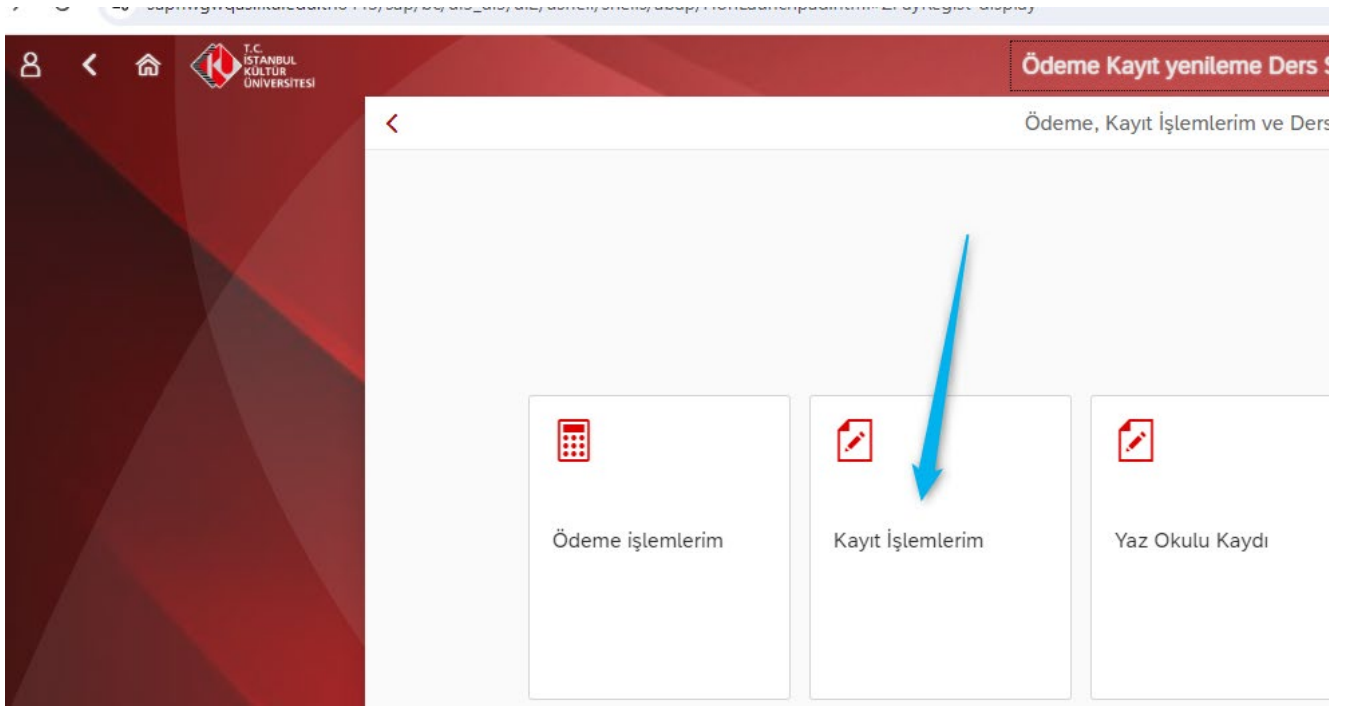 T.C.
İSTANBUL
KÜLTÜR
ÜNİVERSİTESİ
Ödeme Kayıt yenileme Ders
Ödeme, Kayıt İşlemlerim ve Ders
Ödeme işlemlerim
Kayıt İşlemlerim
Yaz Okulu Kaydı